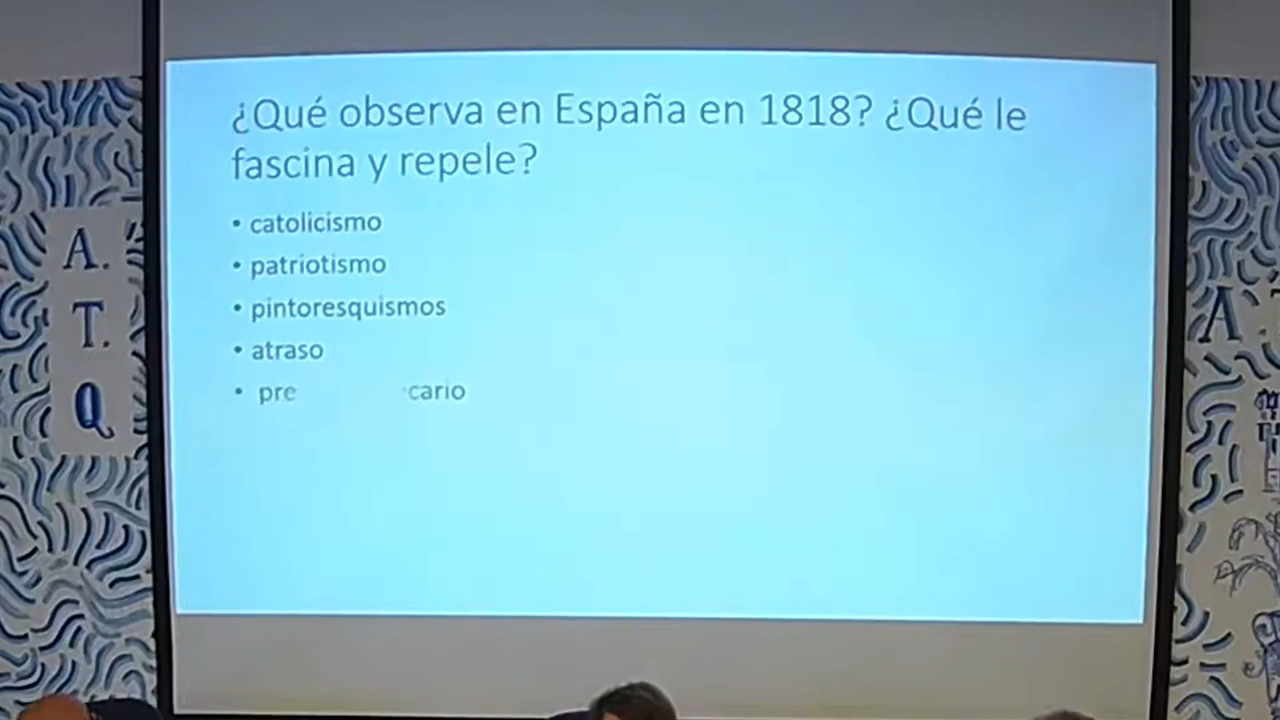 ¿Qué observa en España en 1818? ¿Qué le
fascina y repele?
• catolicismo
• patriotismo
• pintoresquismos
• atraso
A.
T.
Q
A.